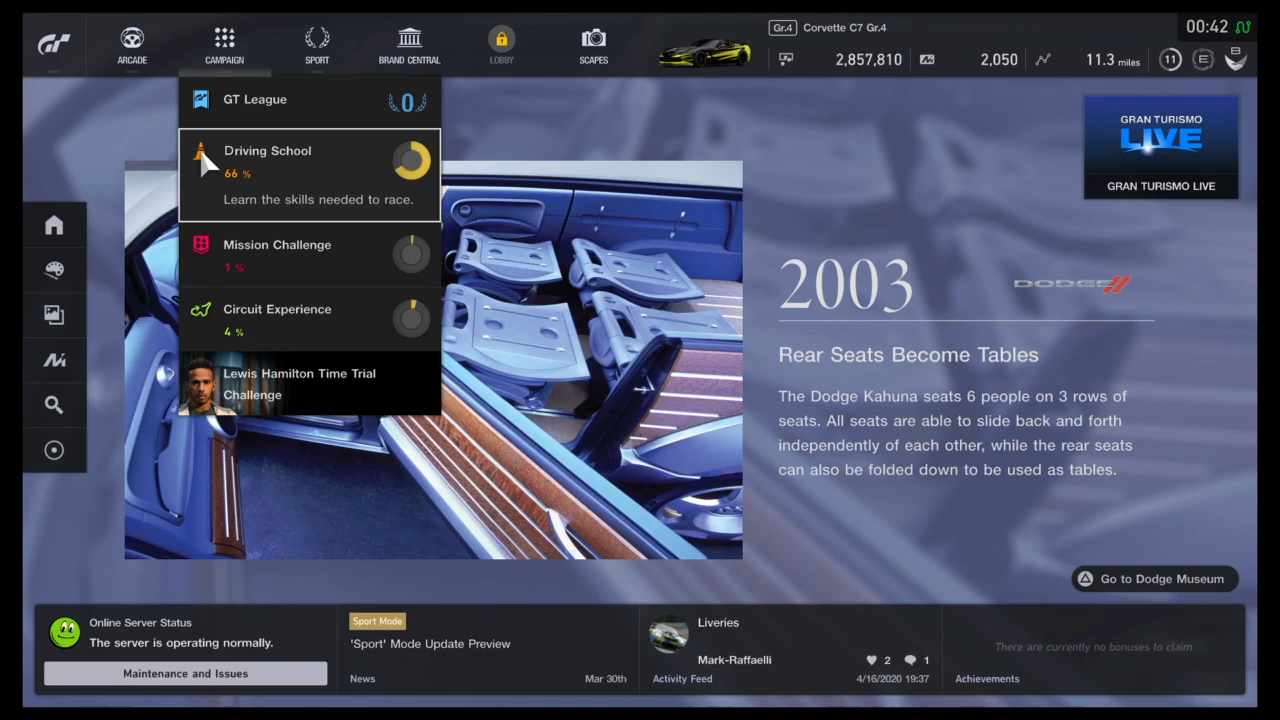 GT
ARCADE
CAMPAIGN
SPORT
BRAND CENTRAL
LOBBY
SCAPES
Gr.4 Corvette C7 Gr.4
2,857,810
2,050
11.3 miles
11
E
B
00:42
GT League
0
Driving School
66 %
Learn the skills needed to race.
Mission Challenge
1 %
Circuit Experience
4 %
Lewis Hamilton Time Trial
Challenge
GRAN TURISMO
LIVE
GRAN TURISMO LIVE
2003
DODGE
Rear Seats Become Tables
The Dodge Kahuna seats 6 people on 3 rows of
seats. All seats are able to slide back and forth
independently of each other, while the rear seats
can also be folded down to be used as tables.
Go to Dodge Museum
Online Server Status
The server is operating normally.
Maintenance and Issues
Sport Mode
'Sport' Mode Update Preview
News
Mar 30th
Liveries
Mark-Raffaelli
2
1
Activity Feed
4/16/2020 19:37
There are currently no bonuses to claim
Achievements